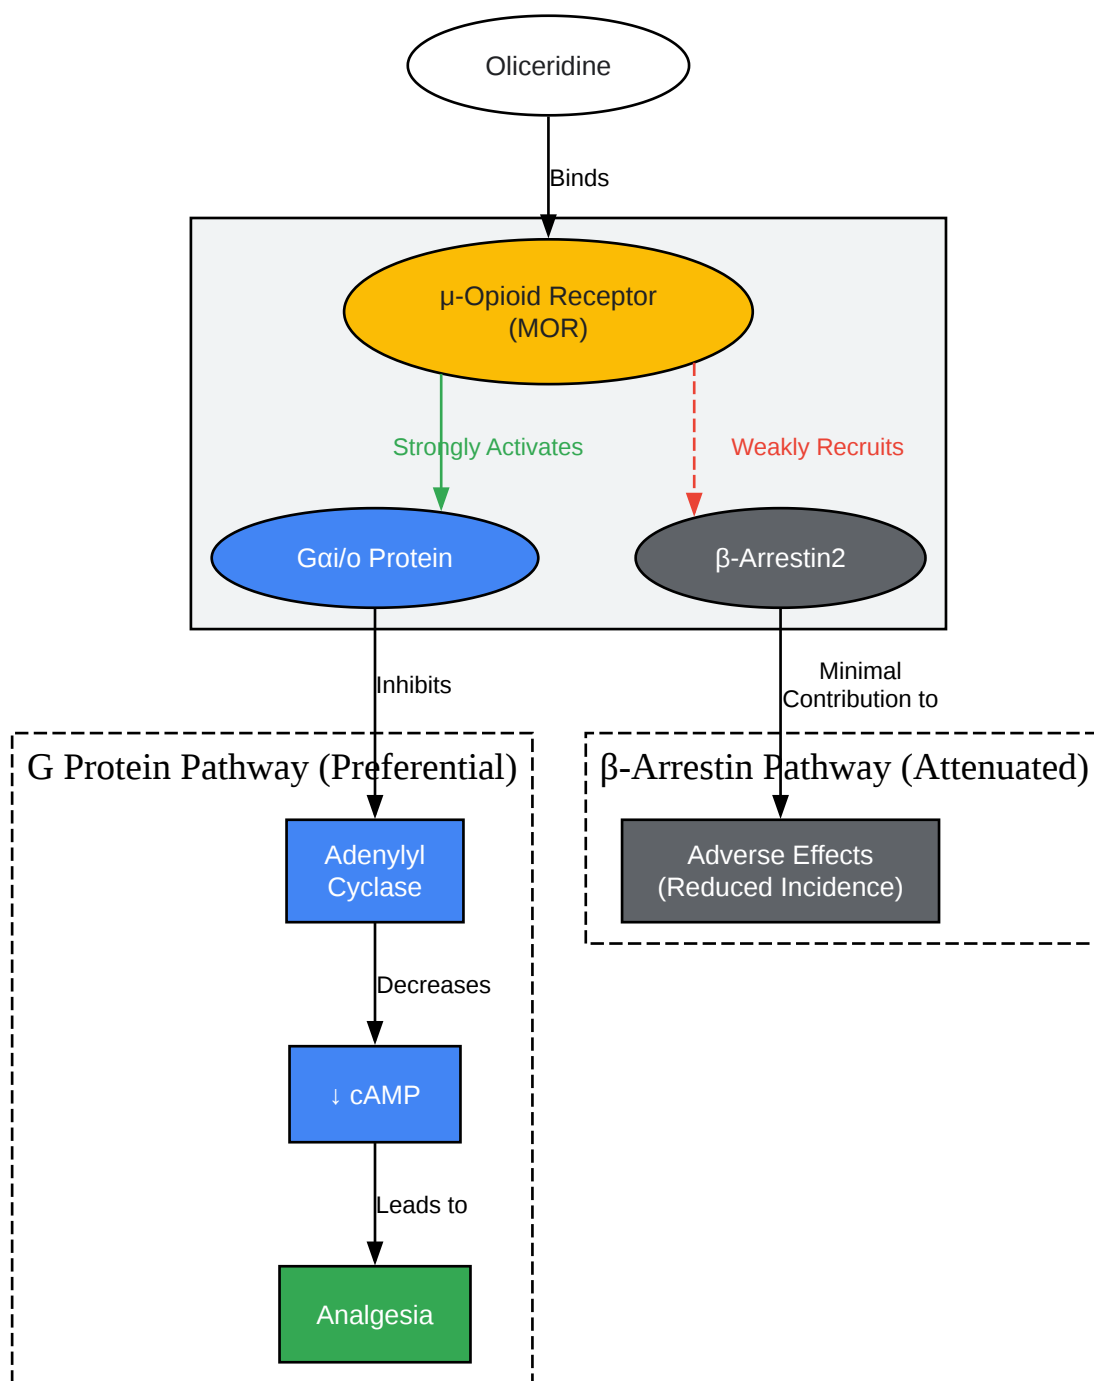 Oliceridine
Binds
μ-Opioid Receptor
(MOR)
Strongly Activates
Weakly Recruits
Gαi/o Protein
β-Arrestin2
Inhibits
Minimal
Contribution to
G Protein Pathway (Preferential)
β-Arrestin Pathway (Attenuated)
Adenylyl
Cyclase
Adverse Effects
(Reduced Incidence)
Decreases
↓ cAMP
Leads to
Analgesia